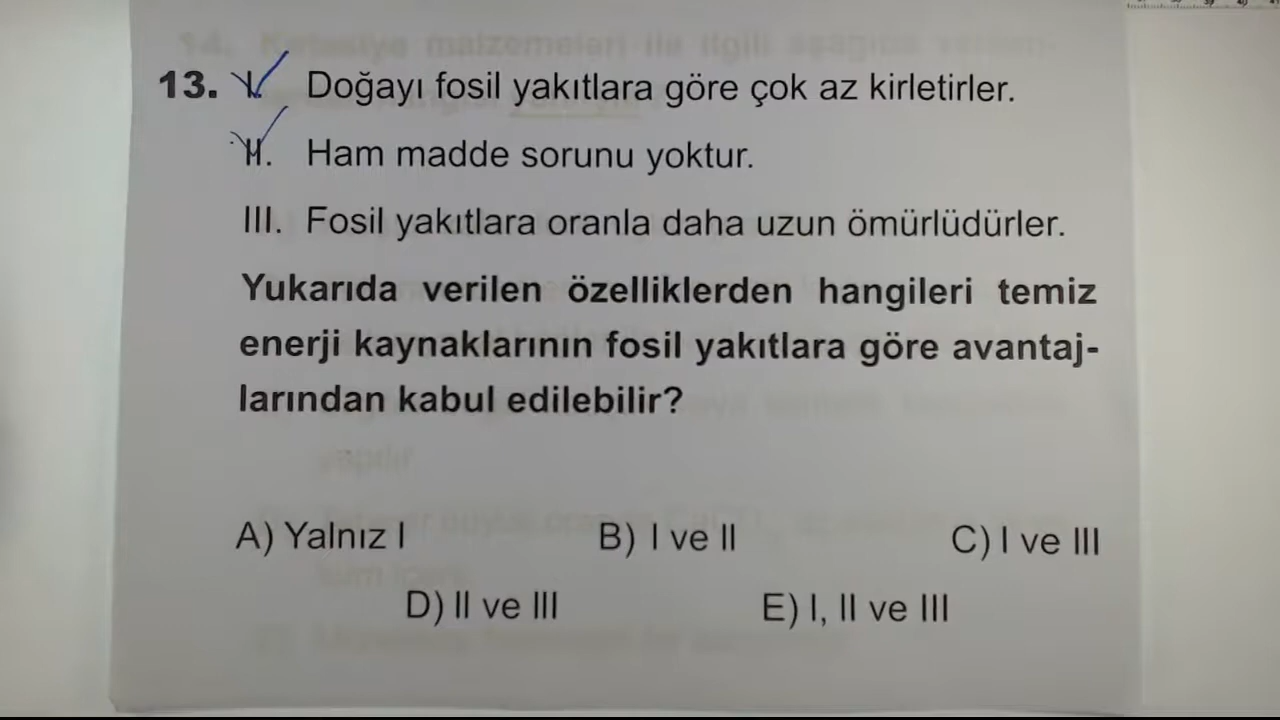 13. I. Doğayı fosil yakıtlara göre çok az kirletirler.
II. Ham madde sorunu yoktur.
III. Fosil yakıtlara oranla daha uzun ömürlüdürler.
Yukarıda verilen özelliklerden hangileri temiz
enerji kaynaklarının fosil yakıtlara göre avantaj-
larından kabul edilebilir?
A) Yalnız I B) I ve II C) I ve III
D) II ve III E) I, II ve III